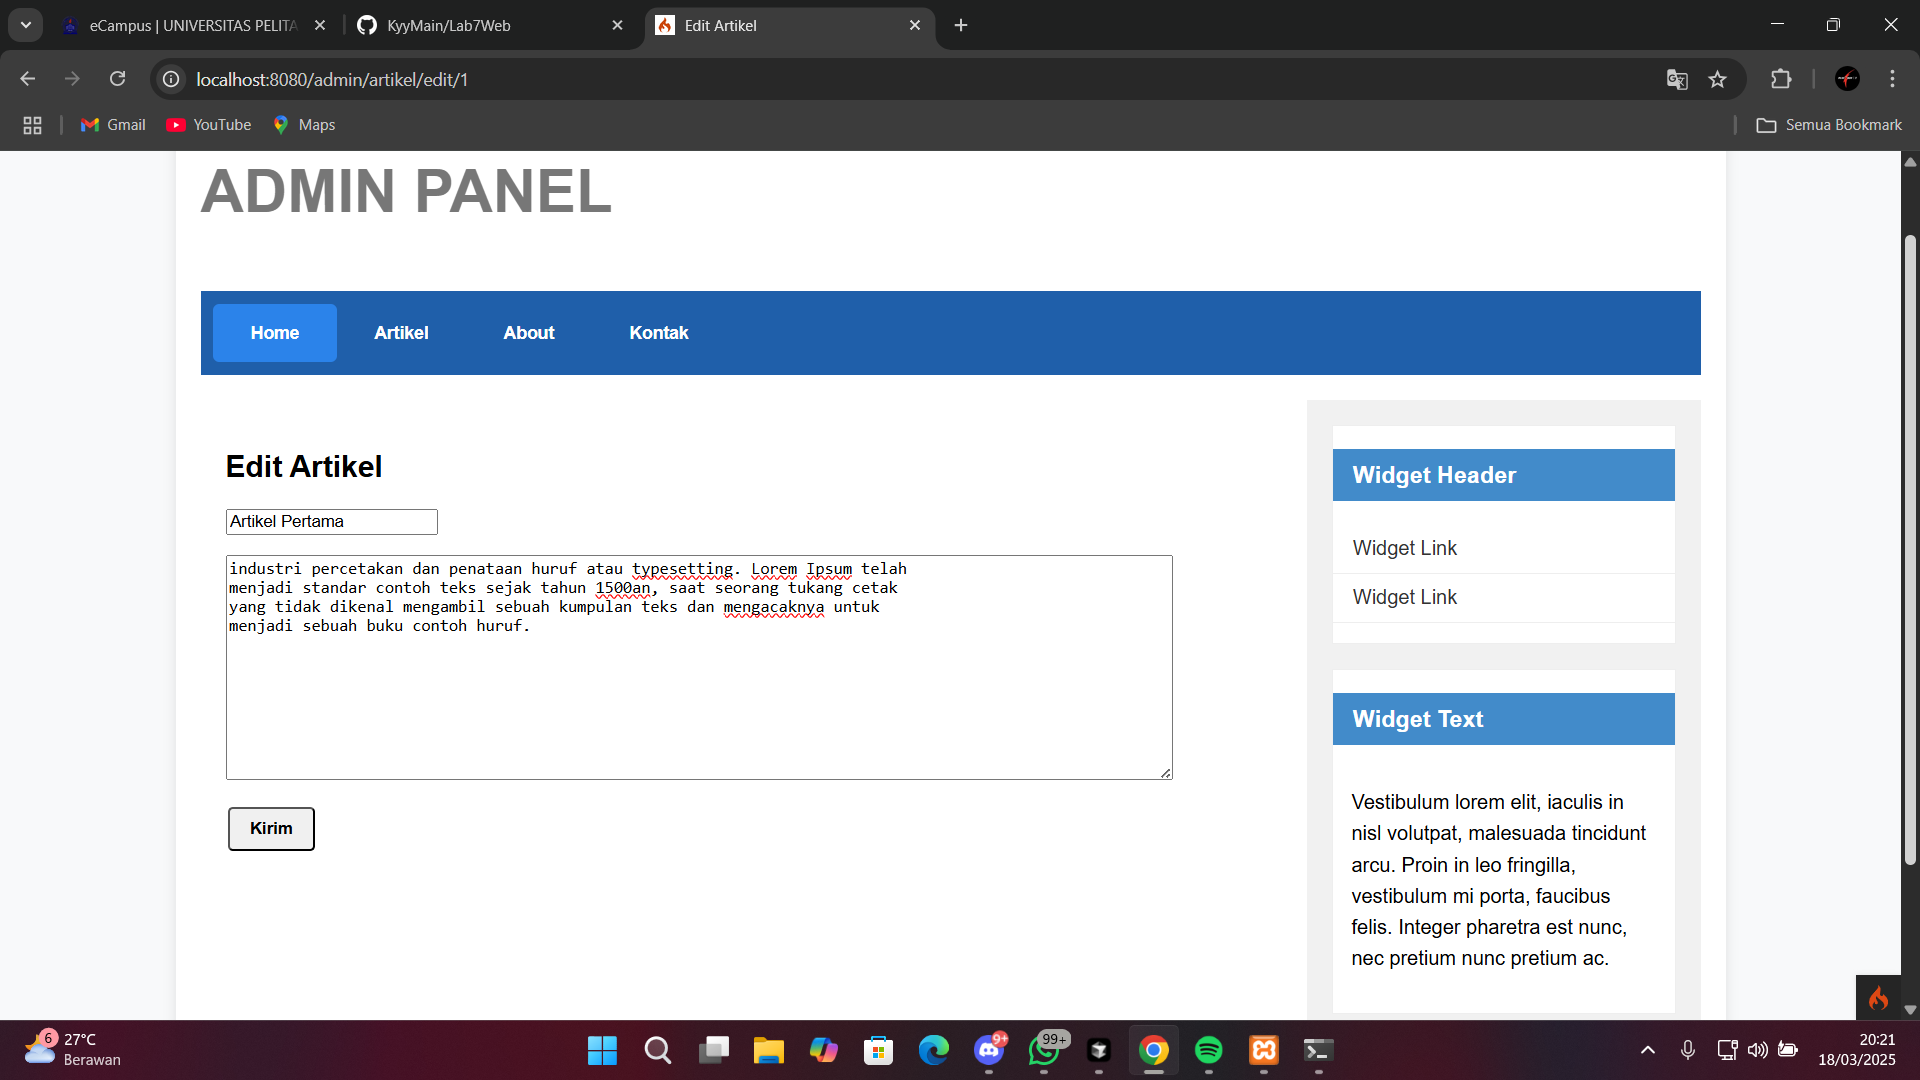 eCampus | UNIVERSITAS PELITA
KyyMain/Lab7Web
Edit Artikel
localhost:8080/admin/artikel/edit/1
Gmail
YouTube
Maps
Semua Bookmark
ADMIN PANEL
Home
Artikel
About
Kontak
Edit Artikel
Artikel Pertama
industri percetakan dan penataan huruf atau typesetting. Lorem Ipsum telah
menjadi standar contoh teks sejak tahun 1500an, saat seorang tukang cetak
yang tidak dikenal mengambil sebuah kumpulan teks dan mengacaknya untuk
menjadi sebuah buku contoh huruf.
Kirim
Widget Header
Widget Link
Widget Link
Widget Text
Vestibulum lorem elit, iaculis in
nisl volutpat, malesuada tincidunt
arcu. Proin in leo fringilla,
vestibulum mi porta, faucibus
felis. Integer pharetra est nunc,
nec pretium nunc pretium ac.
6
27°C
Berawan
9+
99+
20:21
18/03/2025